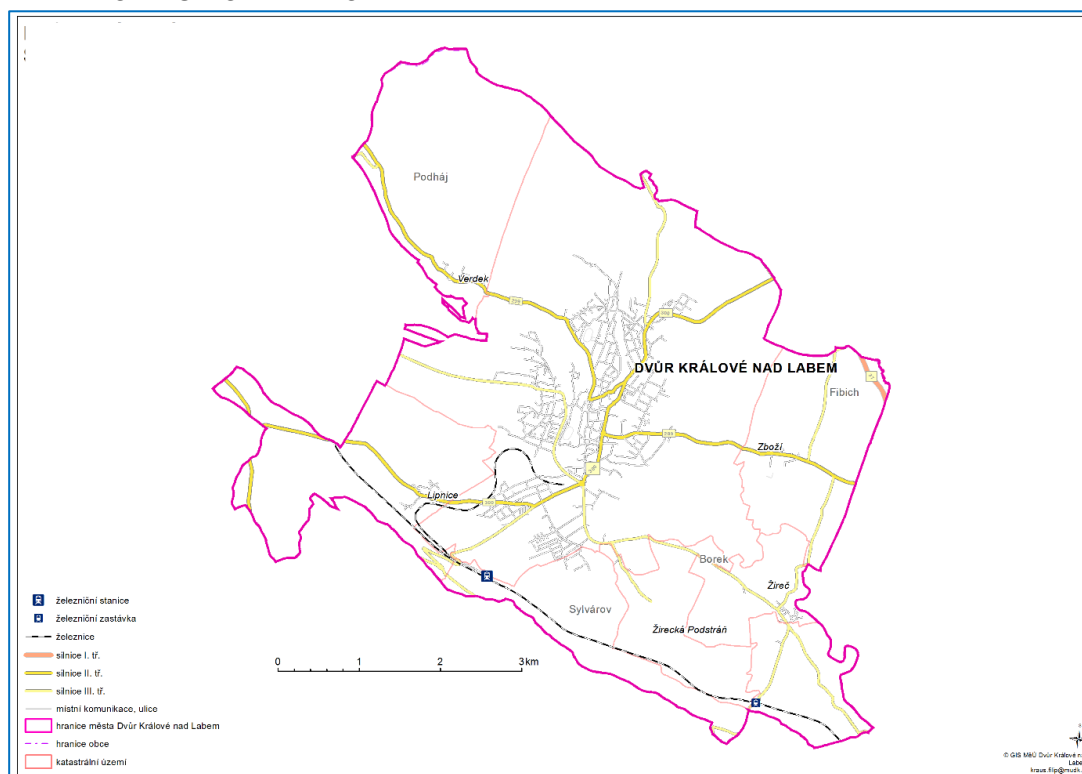 Podháj
Verdek
DVŮR KRÁLOVÉ NAD LABEM
Fibich
Zboží
Lipnice
Borek
Žireč
Sylvárov
Žirecká Podstráň
železniční stanice
železniční zastávka
železnice
silnice I. tř.
silnice II. tř.
silnice III. tř.
místní komunikace, ulice
hranice města Dvůr Králové nad Labem
hranice obce
katastrální území
0 1 2 3 km
© GIS MěÚ Dvůr Králové n
Labe
kraus.filip@mudk.